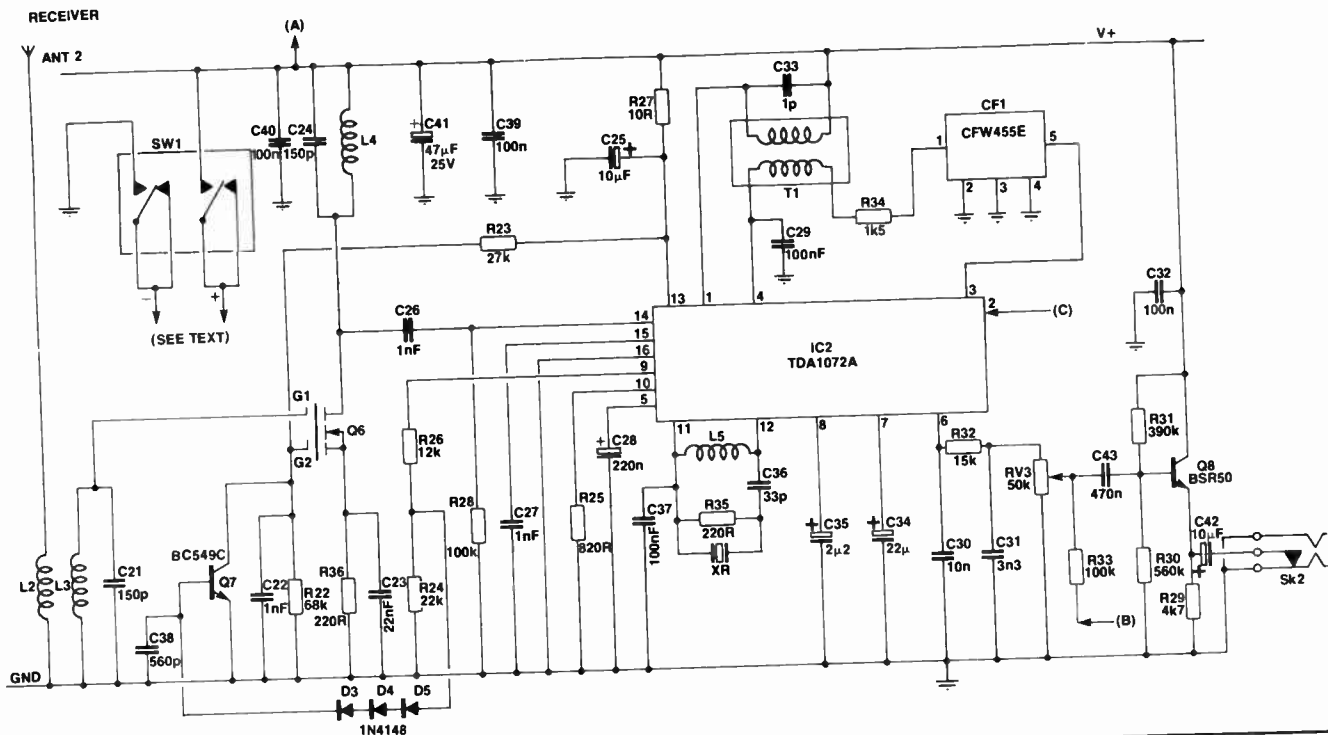 RECEIVER
ANT 2
(A)
V+
SW1
C40
100n
C24
150p
L4
C41
+
47μF
25V
C39
100n
R27
10R
C25
+
10μF
C33
1p
T1
CF1
CFW455E
1
5
2
3
4
R34
1k5
C29
100nF
R23
27k
−
+
(SEE TEXT)
C26
1nF
13
1
4
3
2
(C)
14
15
16
9
10
5
IC2
TDA1072A
11
12
8
7
6
C32
100n
G1
Q6
G2
R26
12k
R28
100k
C27
1nF
R25
820R
+
C28
220n
L5
C36
33p
C37
100nF
R35
220R
XR
+
C35
2μ2
+
C34
22μ
R32
15k
C30
10n
C31
3n3
RV3
50k
C43
470n
R31
390k
Q8
BSR50
C42
10μF
+
R33
100k
(B)
R30
560k
R29
4k7
Sk2
L2
L3
C21
150p
BC549C
Q7
C38
560p
C22
1nF
R22
68k
R36
220R
C23
22nF
R24
22k
GND
D3
D4
D5
1N4148